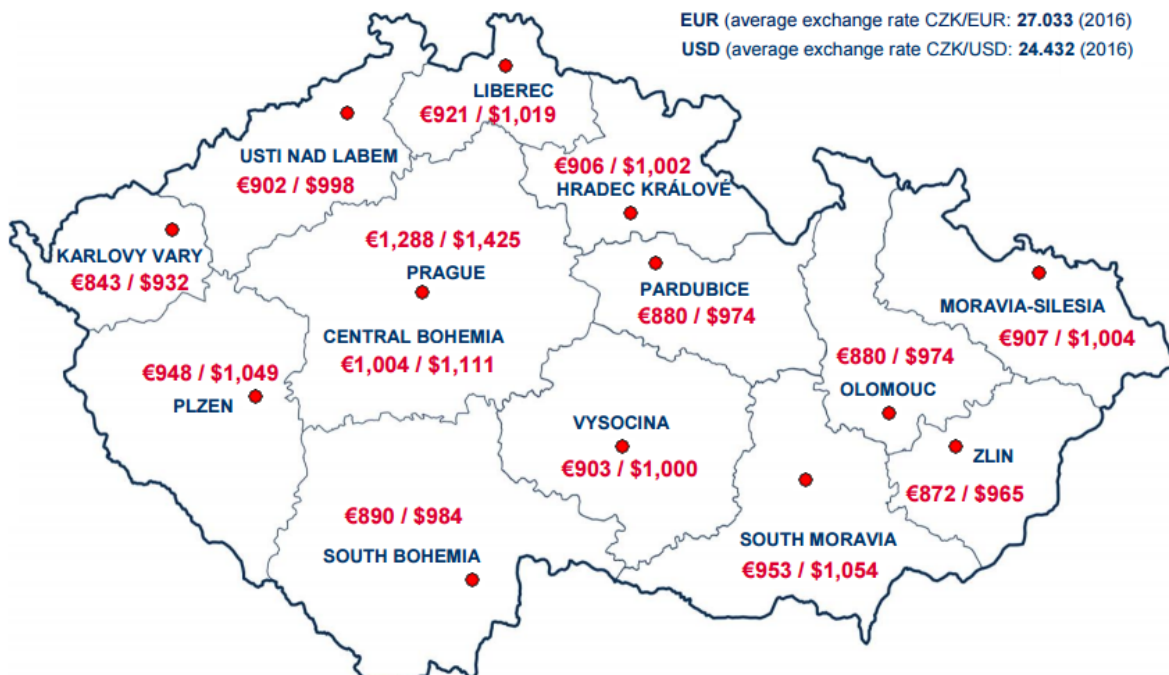 EUR (average exchange rate CZK/EUR: 27.033 (2016)
USD (average exchange rate CZK/USD: 24.432 (2016)
LIBEREC
€921 / $1,019
USTI NAD LABEM
€902 / $998
€906 / $1,002
HRADEC KRÁLOVÉ
KARLOVY VARY
€843 / $932
€1,288 / $1,425
PRAGUE
CENTRAL BOHEMIA
€1,004 / $1,111
PARDUBICE
€880 / $974
MORAVIA-SILESIA
€907 / $1,004
€948 / $1,049
PLZEN
€880 / $974
OLOMOUC
VYSOCINA
€903 / $1,000
ZLIN
€872 / $965
€890 / $984
SOUTH BOHEMIA
SOUTH MORAVIA
€953 / $1,054